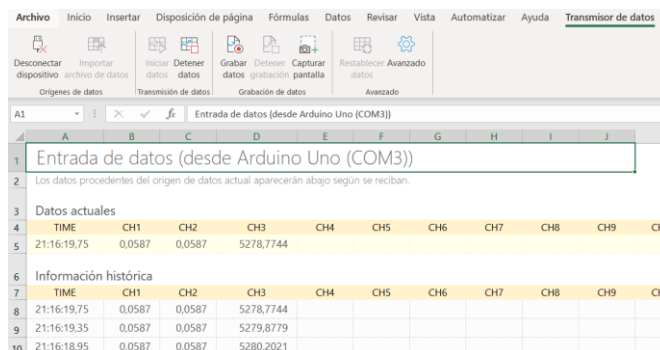 Archivo Inicio Insertar Disposición de página Fórmulas Datos Revisar Vista Automatizar Ayuda Transmisor de datos
Desconectar dispositivo Importar archivo de datos Iniciar datos Detener datos Grabar datos Detener grabación Capturar pantalla Restablecer datos Avanzado
Orígenes de datos Transmisión de datos Grabación de datos Avanzado
A1 fx Entrada de datos (desde Arduino Uno (COM3))
A B C D E F G H I J
1 Entrada de datos (desde Arduino Uno (COM3))
2 Los datos procedentes del origen de datos actual aparecerán abajo según se reciban.
3 Datos actuales
4 TIME CH1 CH2 CH3 CH4 CH5 CH6 CH7 CH8 CH9
5 21:16:19,75 0,0587 0,0587 5278,7744
6 Información histórica
7 TIME CH1 CH2 CH3 CH4 CH5 CH6 CH7 CH8 CH9
8 21:16:19,75 0,0587 0,0587 5278,7744
9 21:16:19,35 0,0587 0,0587 5279,8779
10 21:16:18,95 0,0587 0,0587 5280,2021